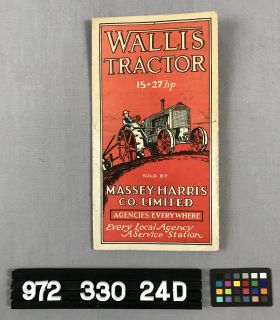 WALLIS
TRACTOR
15-27 hp
SOLD BY
MASSEY-HARRIS
CO. LIMITED
AGENCIES EVERYWHERE
Every Local Agency
A Service Station
972 330 24D